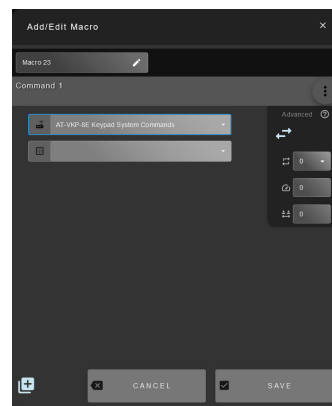 Add/Edit Macro
Macro 23
Command 1
Advanced
AT-VKP-8E Keypad System Commands
0
0
0
CANCEL
SAVE